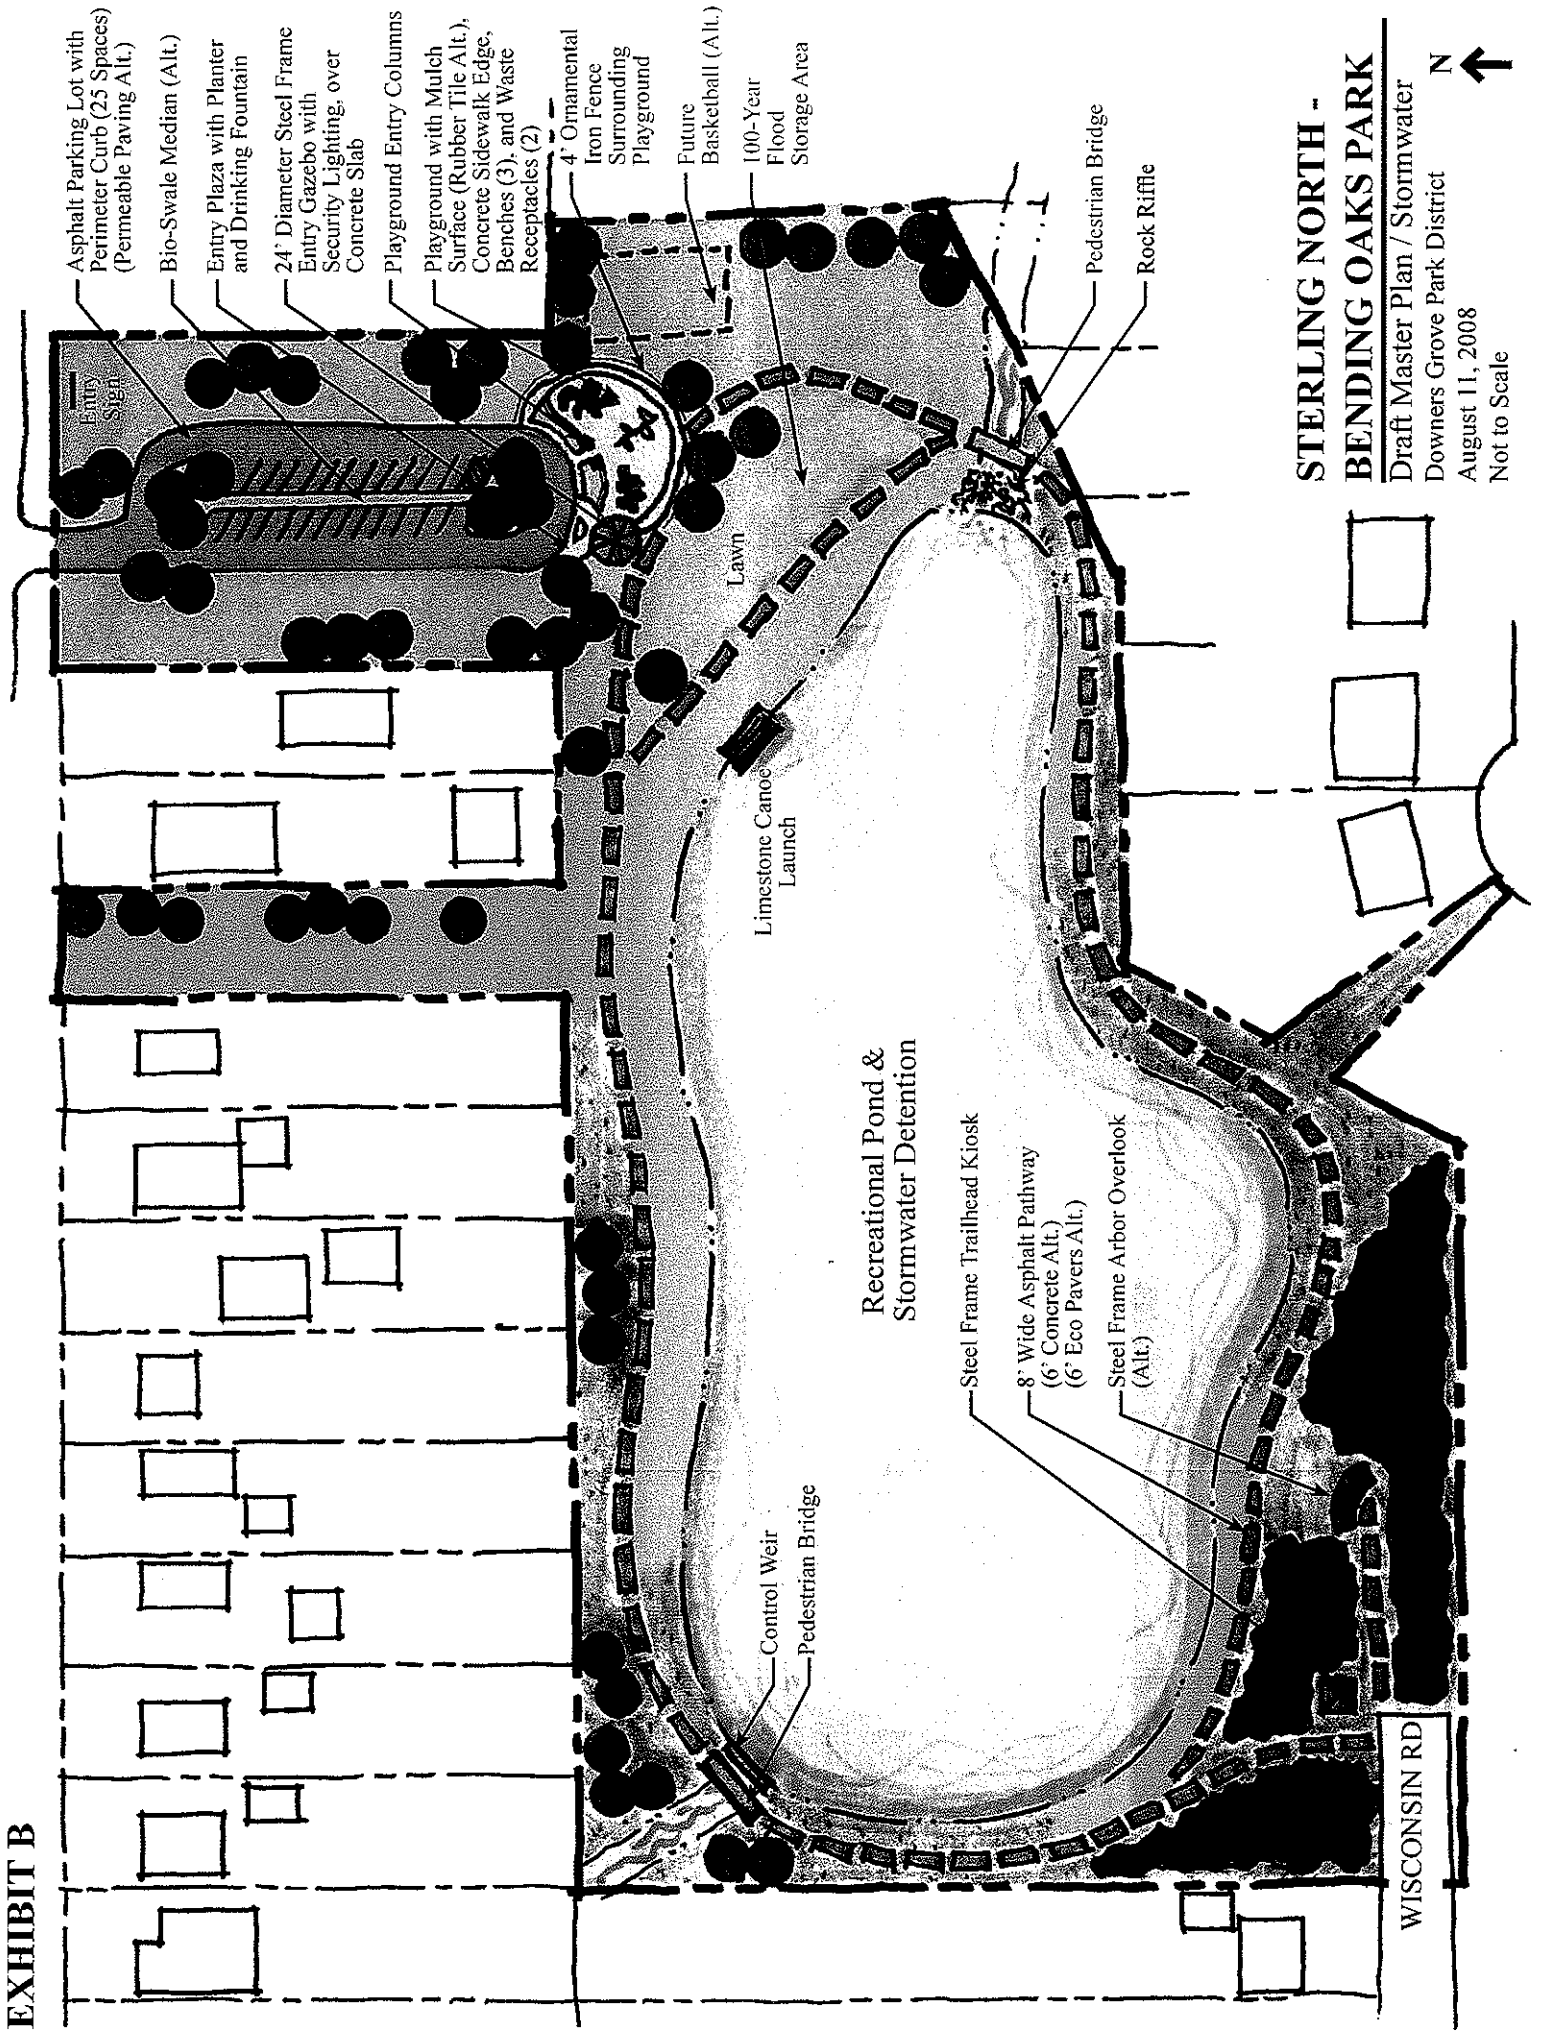 EXHIBIT B
Asphalt Parking Lot with
Perimeter Curb (25 Spaces)
(Permeable Paving Alt.)
Bio-Swale Median (Alt.)
Entry Plaza with Planter
and Drinking Fountain
24' Diameter Steel Frame
Entry Gazebo with
Security Lighting, over
Concrete Slab
Playground Entry Columns
Playground with Mulch
Surface (Rubber Tile Alt.),
Concrete Sidewalk Edge,
Benches (3), and Waste
Receptacles (2)
4' Ornamental
Iron Fence
Surrounding
Playground
Future
Basketball (Alt.)
100-Year
Flood
Storage Area
Pedestrian Bridge
Rock Riffle
Entry
Sign
Lawn
Limestone Canoe
Launch
Recreational Pond &
Stormwater Detention
Steel Frame Trailhead Kiosk
8' Wide Asphalt Pathway
(6' Concrete Alt.)
(6' Eco Pavers Alt.)
Steel Frame Arbor Overlook
(Alt.)
Control Weir
Pedestrian Bridge
WISCONSIN RD
STERLING NORTH -
BENDING OAKS PARK
Draft Master Plan / Stormwater
Downers Grove Park District
August 11, 2008
Not to Scale
N